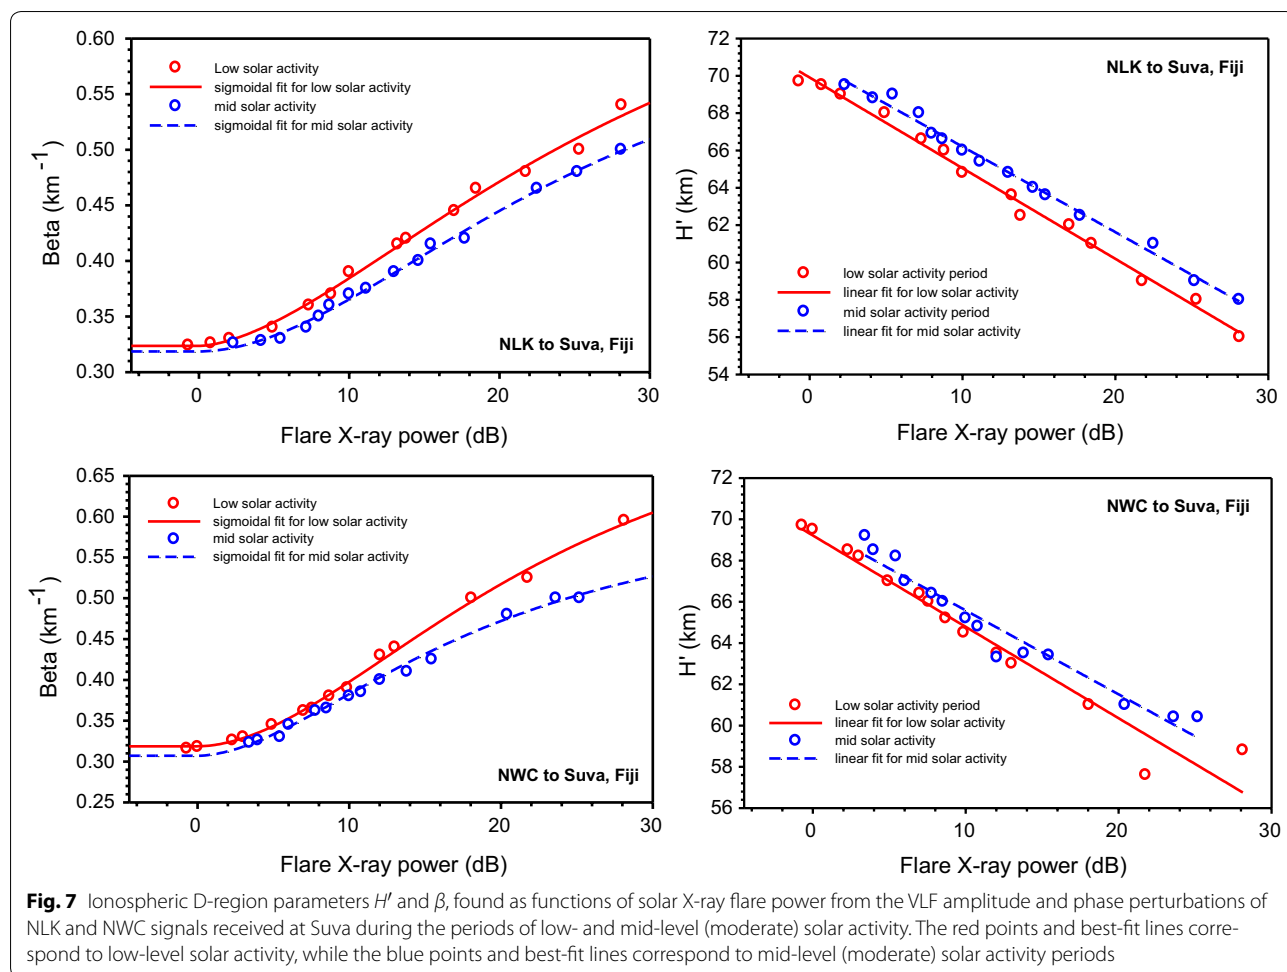 0.60
0.55
0.50
0.45
0.40
0.35
0.30
Beta (km-1)
Low solar activity
sigmoidal fit for low solar activity
mid solar activity
sigmoidal fit for mid solar activity
NLK to Suva, Fiji
0 10 20 30
Flare X-ray power (dB)
72
70
68
66
64
62
60
58
56
54
H' (km)
NLK to Suva, Fiji
low solar activity period
linear fit for low solar activity
mid solar activity period
linear fit for mid solar activity
0 10 20 30
Flare X-ray power (dB)
0.65
0.60
0.55
0.50
0.45
0.40
0.35
0.30
0.25
Beta (km-1)
Low solar activity
sigmoidal fit for low solar activity
mid solar activity
sigmoidal fit for mid solar activity
NWC to Suva, Fiji
0 10 20 30
Flare X-ray power (dB)
72
70
68
66
64
62
60
58
56
H' (km)
NWC to Suva, Fiji
Low solar activity period
linear fit for low solar activity
mid solar activity
linear fit for mid solar activity
0 10 20 30
Flare X-ray power (dB)
Fig. 7 Ionospheric D-region parameters H′ and β, found as functions of solar X-ray flare power from the VLF amplitude and phase perturbations of
NLK and NWC signals received at Suva during the periods of low- and mid-level (moderate) solar activity. The red points and best-fit lines corre-
spond to low-level solar activity, while the blue points and best-fit lines correspond to mid-level (moderate) solar activity periods